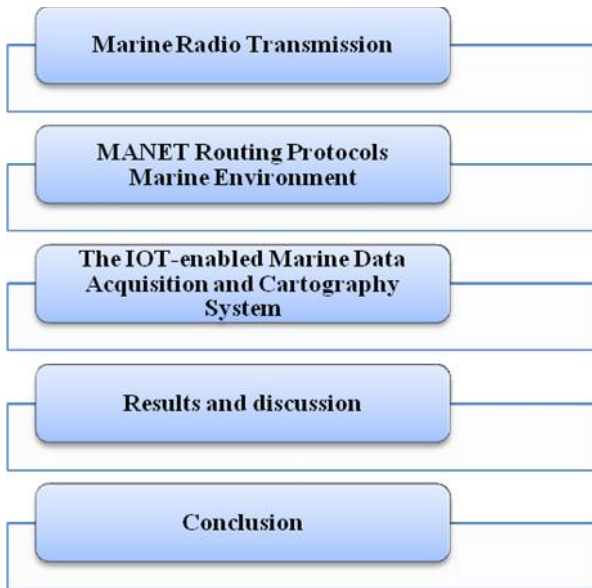 Marine Radio Transmission
MANET Routing Protocols
Marine Environment
The IOT-enabled Marine Data
Acquisition and Cartography
System
Results and discussion
Conclusion